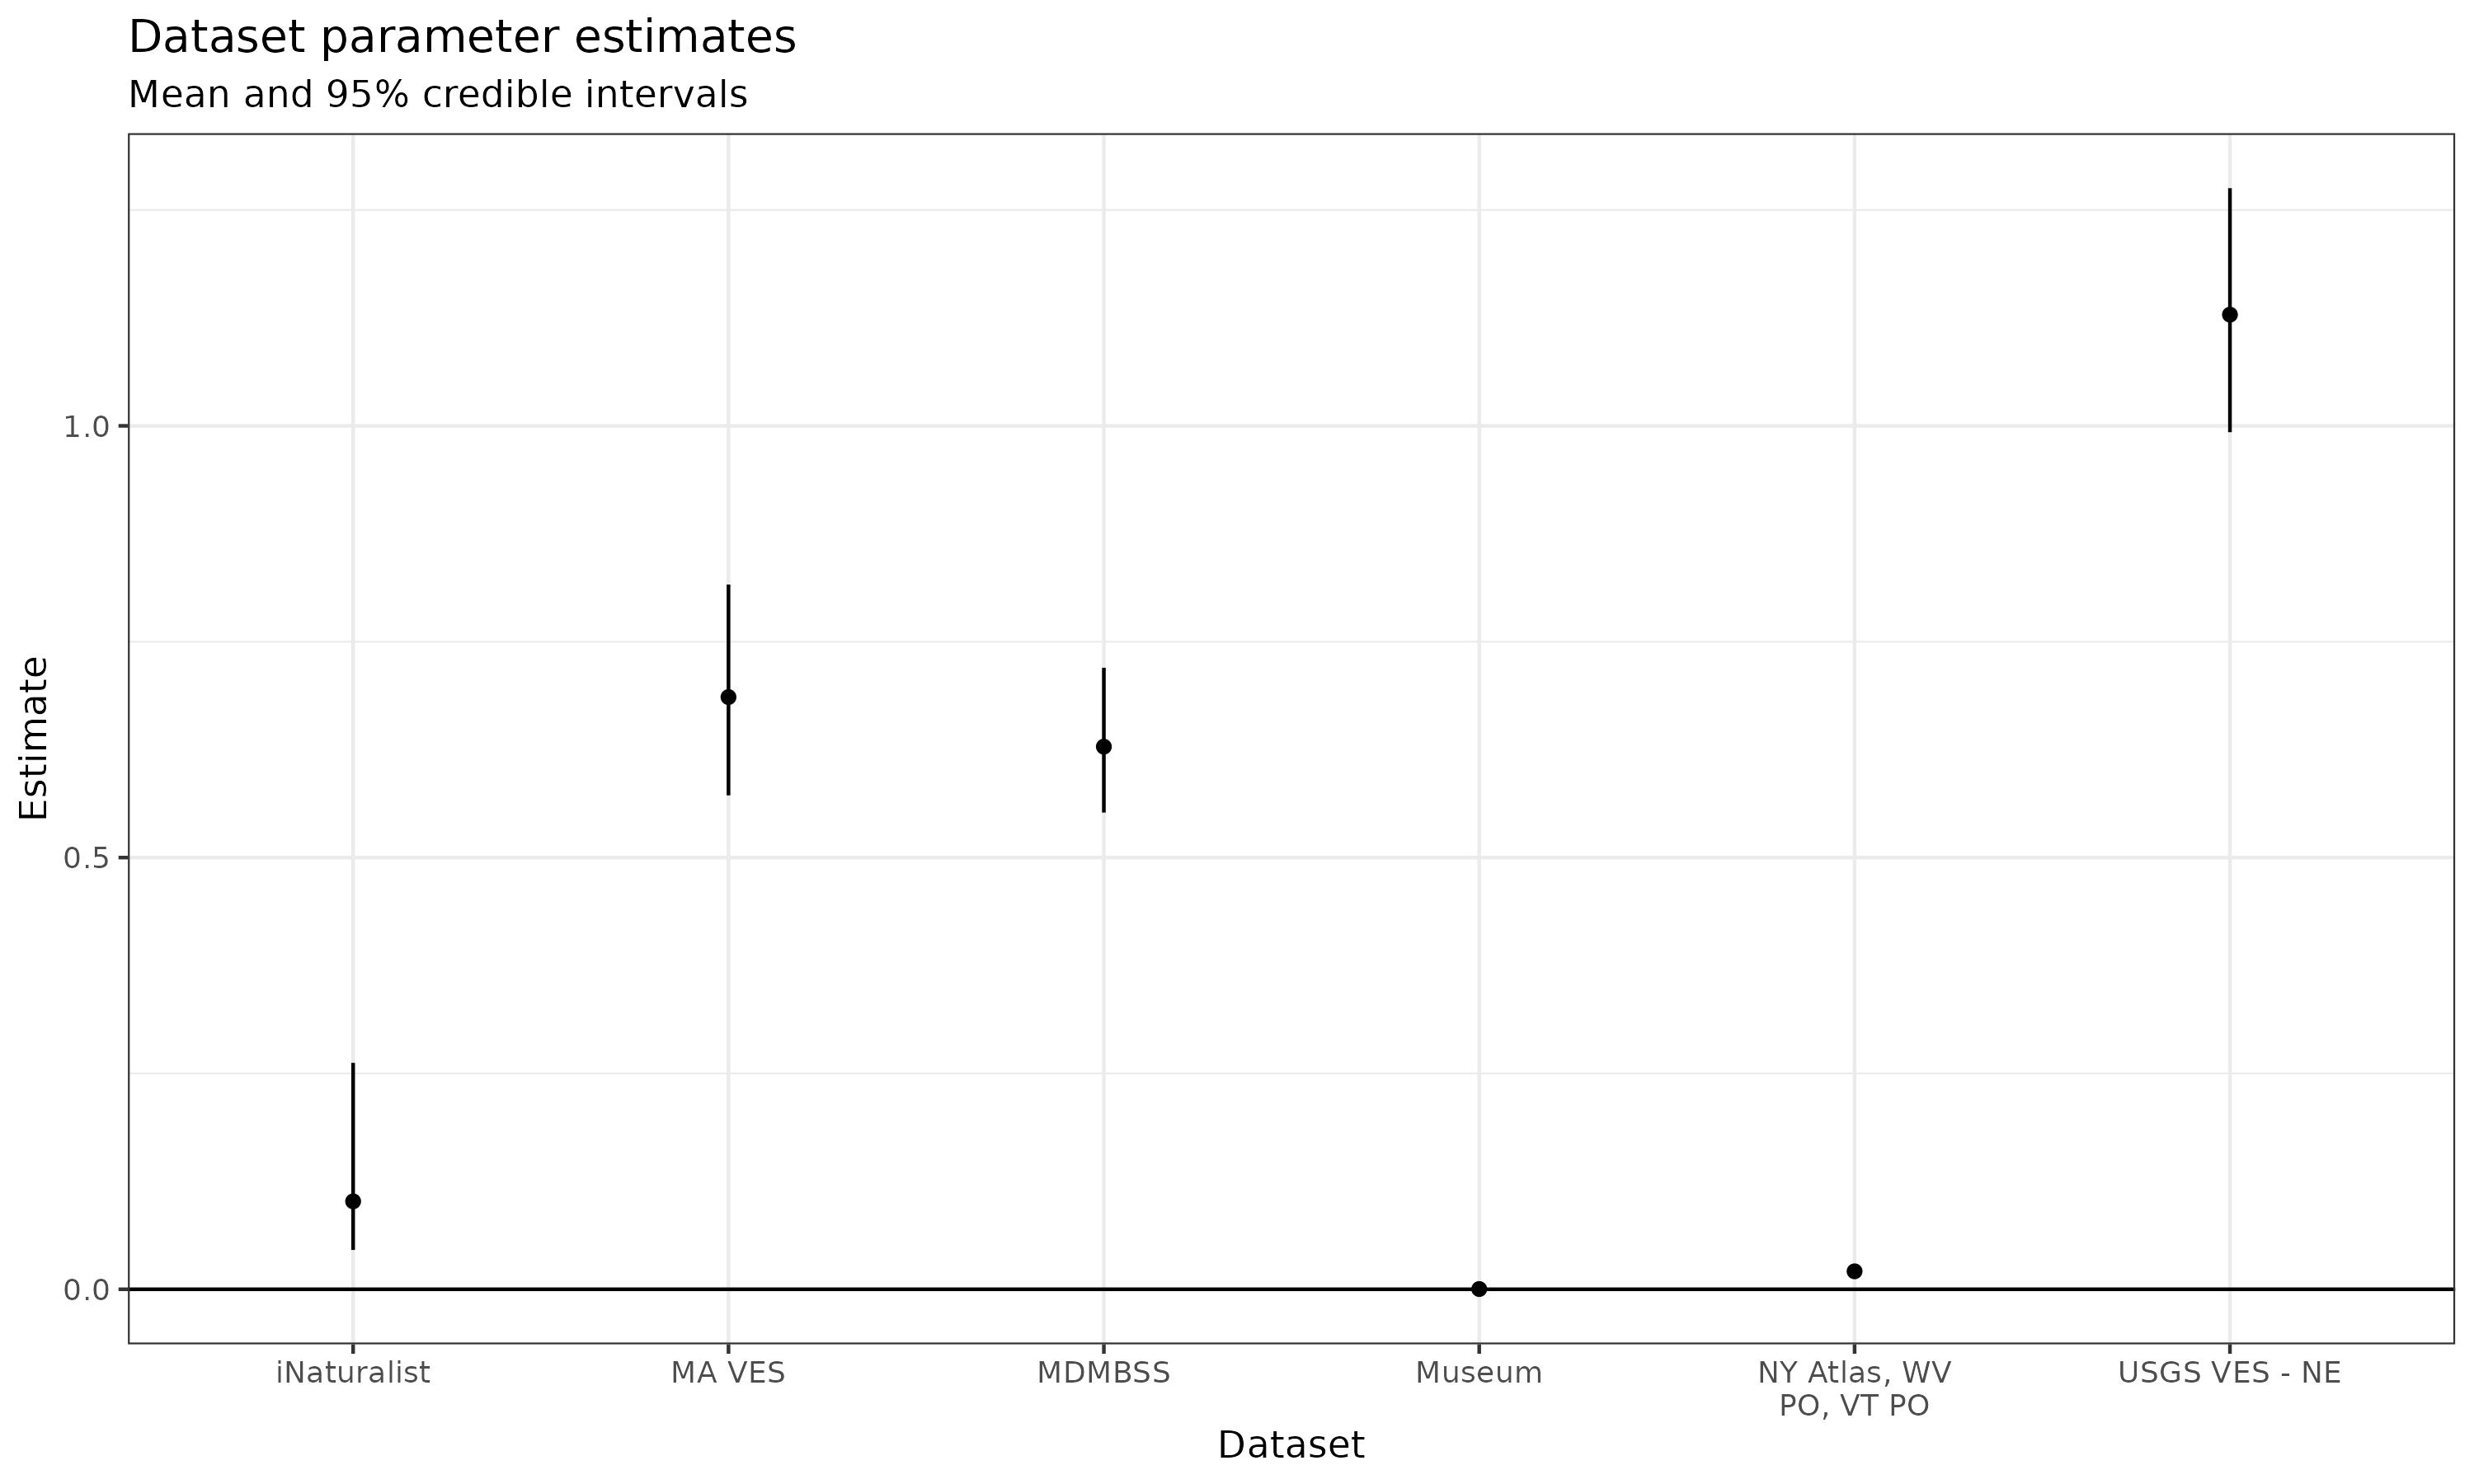 Dataset parameter estimates
Mean and 95% credible intervals
Estimate
1.0
0.5
0.0
iNaturalist
MA VES
MDMBSS
Museum
NY Atlas, WV
PO, VT PO
USGS VES - NE
Dataset